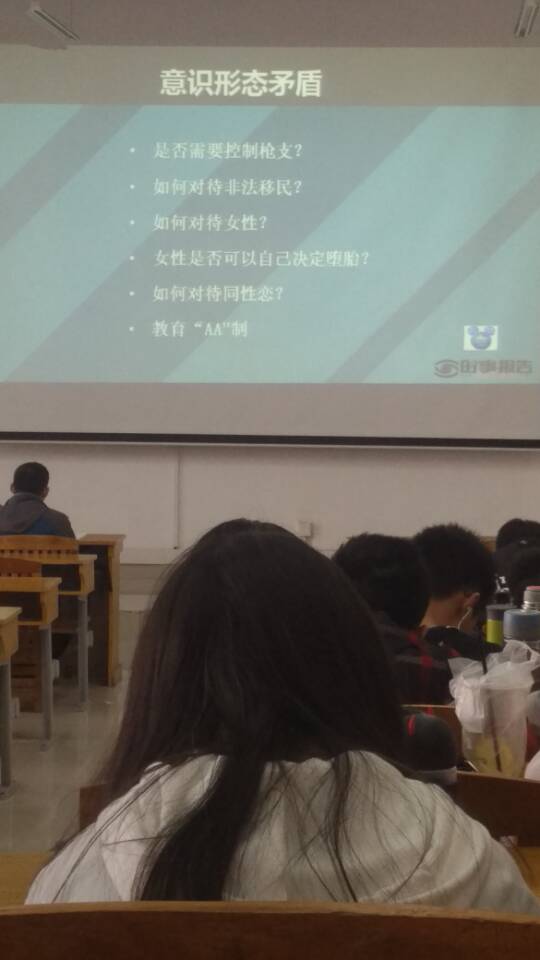 意识形态矛盾
• 是否需要控制枪支？
• 如何对待非法移民？
• 如何对待女性？
• 女性是否可以自己决定堕胎？
• 如何对待同性恋？
• 教育“AA”制
时事报告